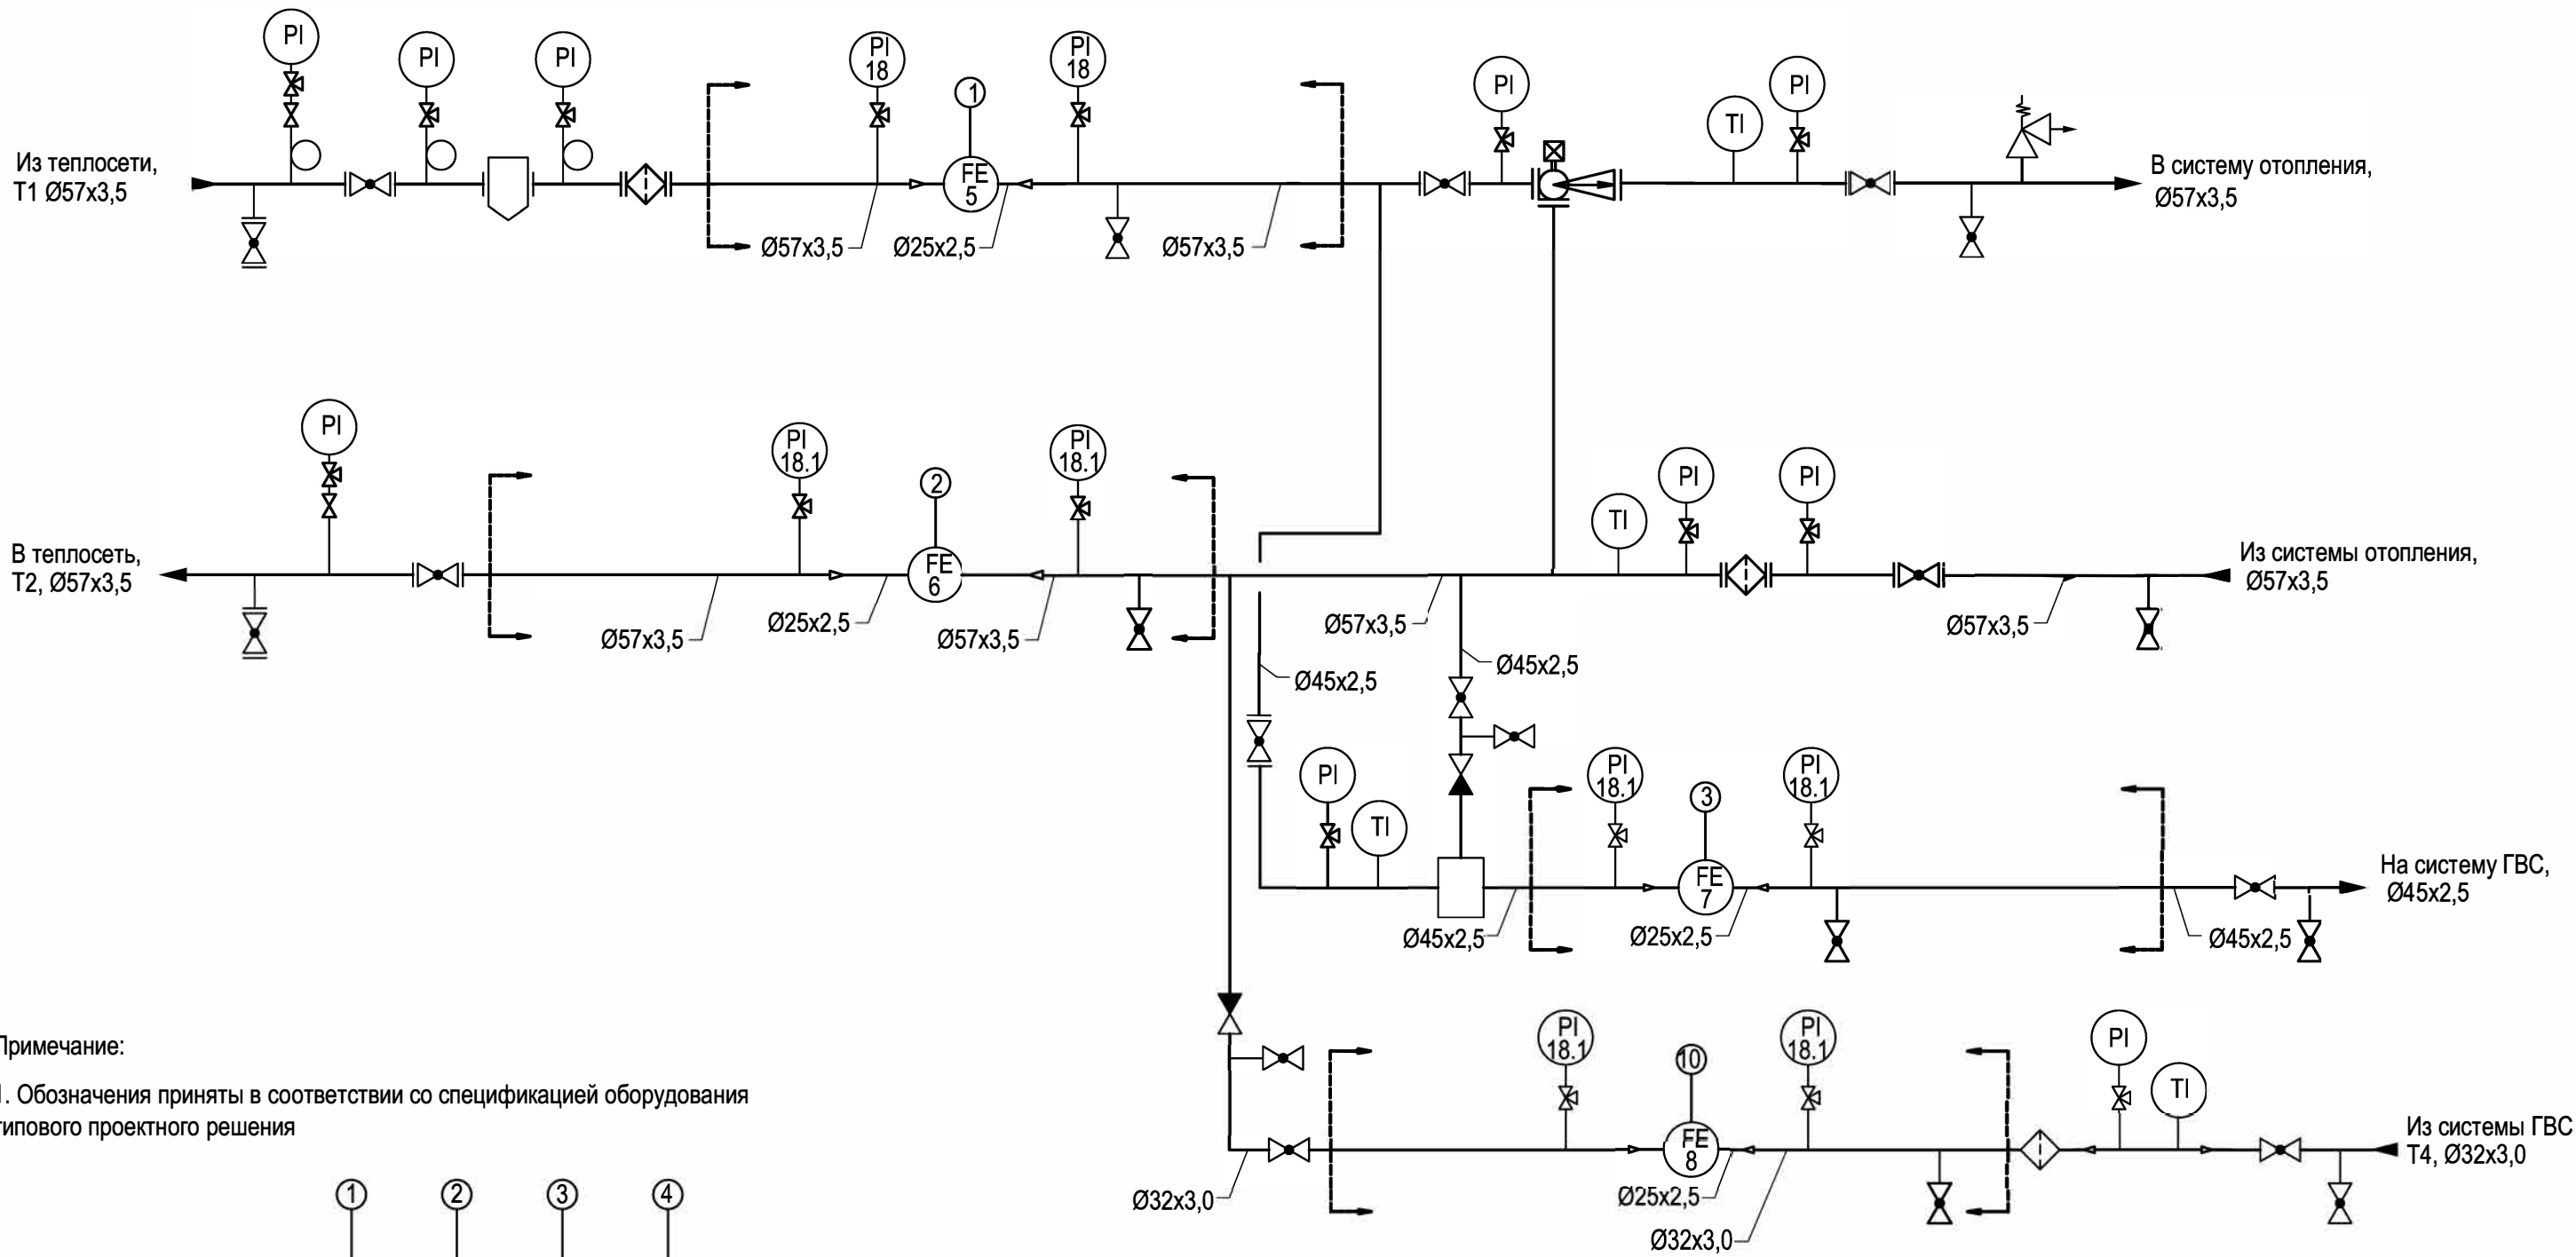 PI
PI
PI
PI
18
PI
18
1
PI
PI
TI
Из теплосети,
T1 Ø57x3,5
FE
5
В систему отопления,
Ø57x3,5
Ø57x3,5
Ø25x2,5
Ø57x3,5
PI
PI
18.1
PI
18.1
2
PI
PI
TI
В теплосеть,
T2, Ø57x3,5
FE
6
Из системы отопления,
Ø57x3,5
Ø57x3,5
Ø25x2,5
Ø57x3,5
Ø57x3,5
Ø57x3,5
Ø45x2,5
Ø45x2,5
PI
TI
PI
18.1
3
PI
18.1
FE
7
На систему ГВС,
Ø45x2,5
Ø45x2,5
Ø25x2,5
Ø45x2,5
PI
18.1
10
PI
18.1
PI
TI
FE
8
Из системы ГВС
T4, Ø32x3,0
Ø32x3,0
Ø25x2,5
Ø32x3,0
Примечание:
1. Обозначения приняты в соответствии со спецификацией оборудования
типового проектного решения
1
2
3
4